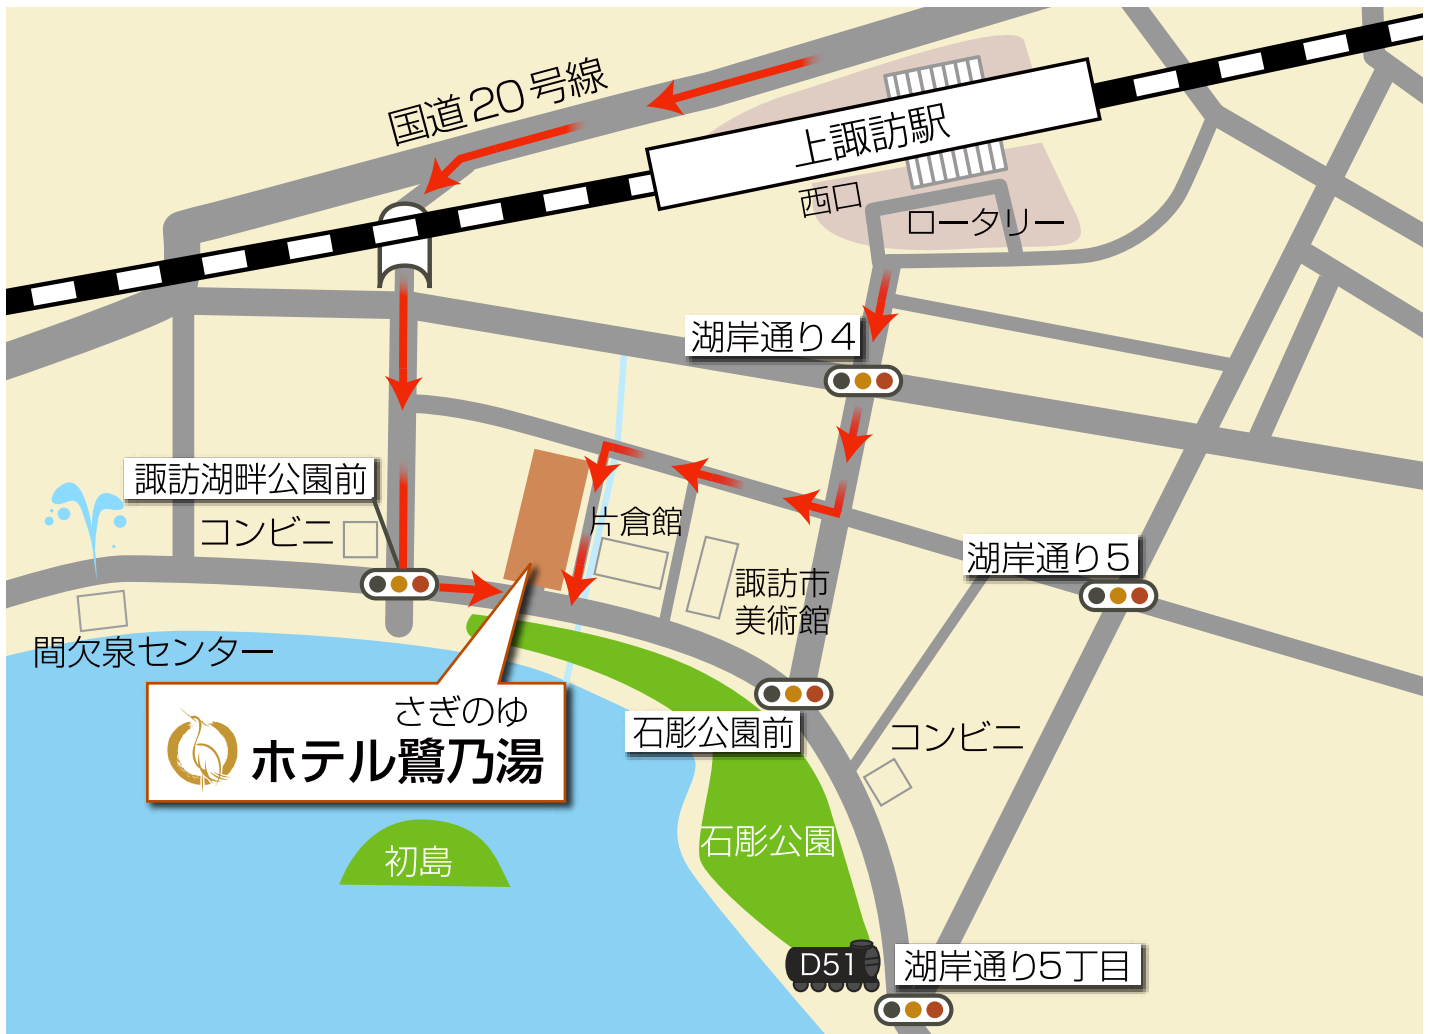 国道20号線
上諏訪駅
西口
ロータリー
湖岸通り4
諏訪湖畔公園前
コンビニ
片倉館
湖岸通り5
諏訪市
美術館
間欠泉センター
さぎのゆ
ホテル鷺乃湯
石彫公園前
コンビニ
石彫公園
初島
D51
湖岸通り5丁目